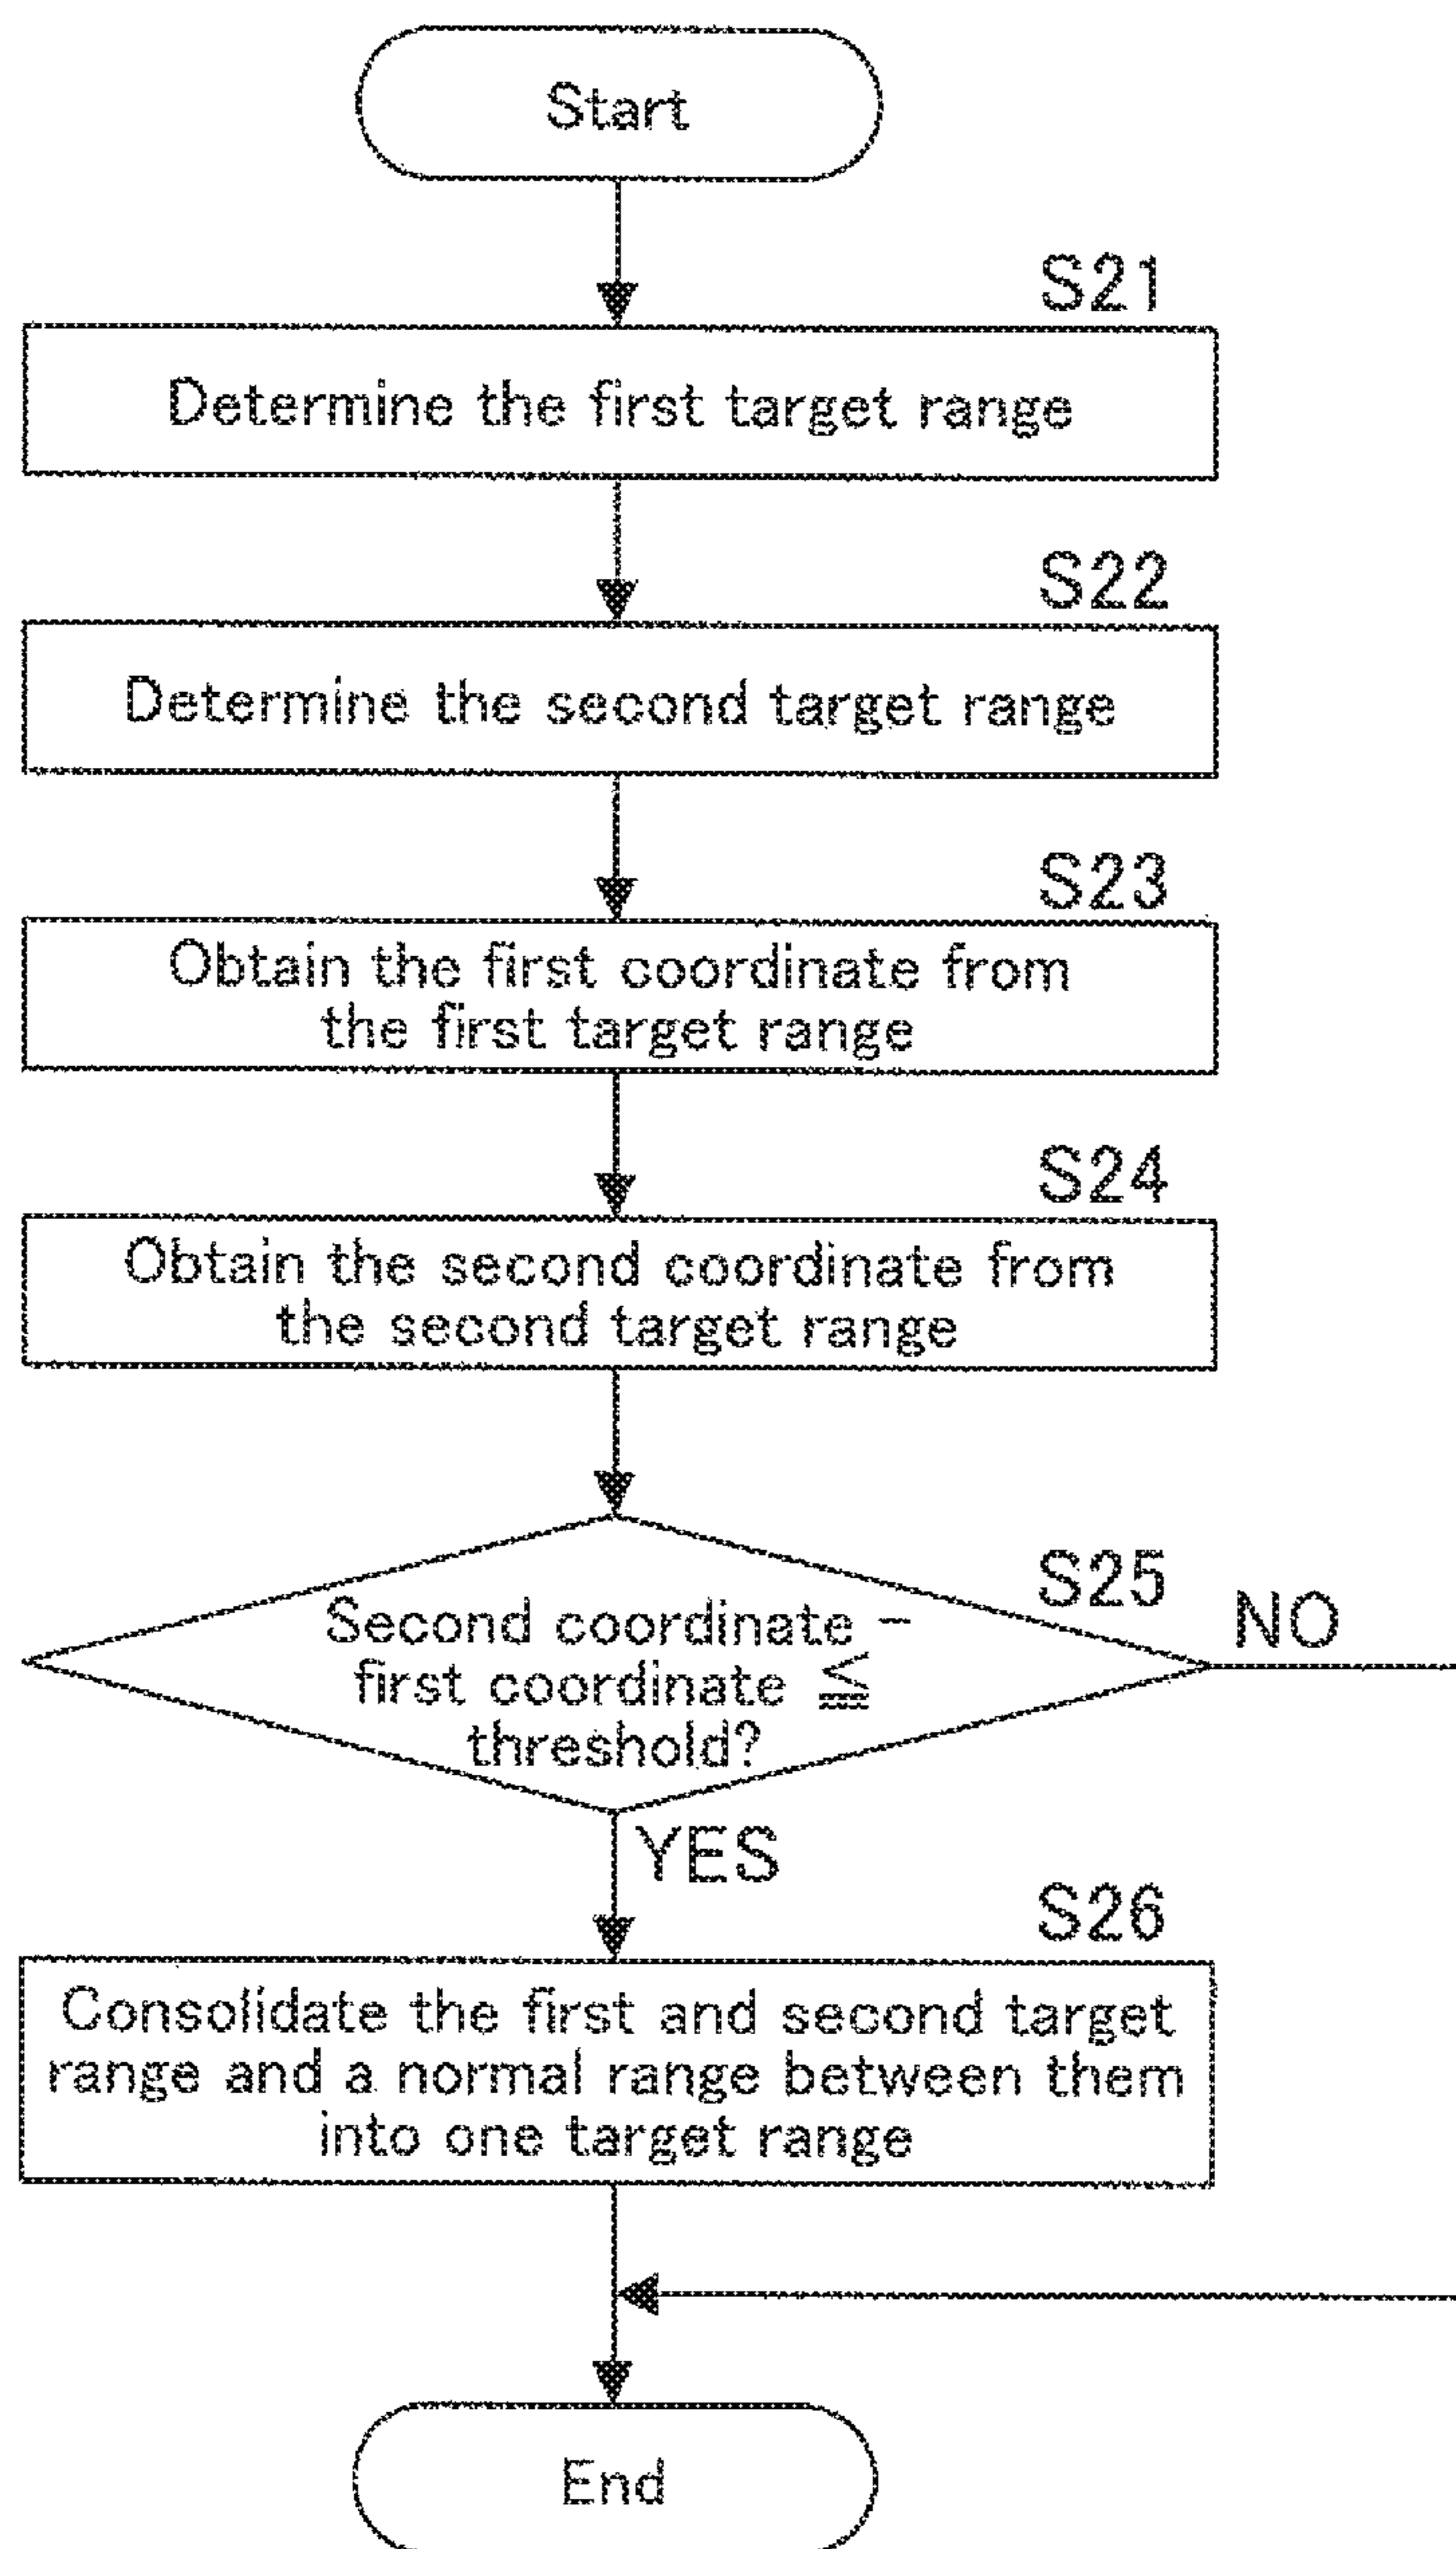 Start
S21
Determine the first target range
S22
Determine the second target range
S23
Obtain the first coordinate from
the first target range
S24
Obtain the second coordinate from
the second target range
S25
NO
Second coordinate −
first coordinate ≦
threshold?
YES
S26
Consolidate the first and second target
range and a normal range between them
into one target range
End